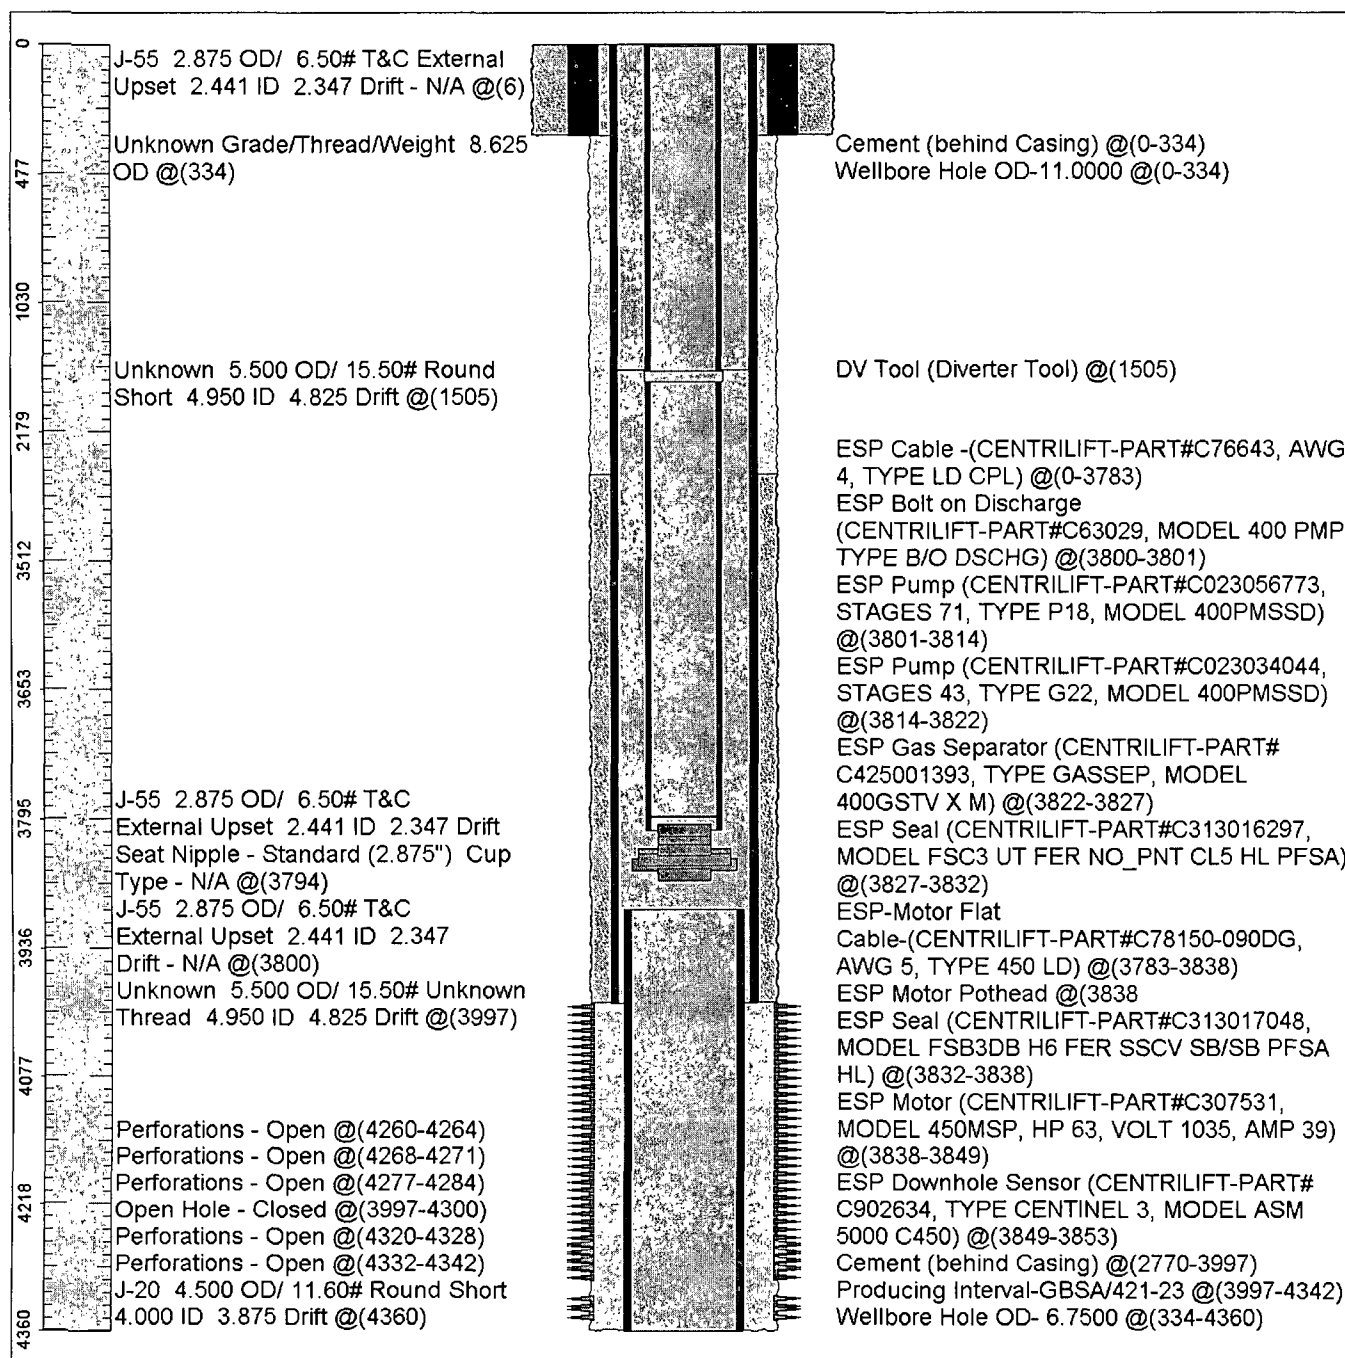 0
477
1030
2179
3512
3653
3795
3936
4077
4218
4360
J-55 2.875 OD/ 6.50# T&C External
Upset 2.441 ID 2.347 Drift - N/A @(6)
Unknown Grade/Thread/Weight 8.625
OD @(334)
Unknown 5.500 OD/ 15.50# Round
Short 4.950 ID 4.825 Drift @(1505)
J-55 2.875 OD/ 6.50# T&C
External Upset 2.441 ID 2.347 Drift
Seat Nipple - Standard (2.875") Cup
Type - N/A @(3794)
J-55 2.875 OD/ 6.50# T&C
External Upset 2.441 ID 2.347
Drift - N/A @(3800)
Unknown 5.500 OD/ 15.50# Unknown
Thread 4.950 ID 4.825 Drift @(3997)
Perforations - Open @(4260-4264)
Perforations - Open @(4268-4271)
Perforations - Open @(4277-4284)
Open Hole - Closed @(3997-4300)
Perforations - Open @(4320-4328)
Perforations - Open @(4332-4342)
J-20 4.500 OD/ 11.60# Round Short
4.000 ID 3.875 Drift @(4360)
Cement (behind Casing) @(0-334)
Wellbore Hole OD-11.0000 @(0-334)
DV Tool (Diverter Tool) @(1505)
ESP Cable -(CENTRILIFT-PART#C76643, AWG
4, TYPE LD CPL) @(0-3783)
ESP Bolt on Discharge
(CENTRILIFT-PART#C63029, MODEL 400 PMP
TYPE B/O DSCHG) @(3800-3801)
ESP Pump (CENTRILIFT-PART#C023056773,
STAGES 71, TYPE P18, MODEL 400PMSSD)
@(3801-3814)
ESP Pump (CENTRILIFT-PART#C023034044,
STAGES 43, TYPE G22, MODEL 400PMSSD)
@(3814-3822)
ESP Gas Separator (CENTRILIFT-PART#
C425001393, TYPE GASSEP, MODEL
400GSTV X M) @(3822-3827)
ESP Seal (CENTRILIFT-PART#C313016297,
MODEL FSC3 UT FER NO_PNT CL5 HL PFSA)
@(3827-3832)
ESP-Motor Flat
Cable-(CENTRILIFT-PART#C78150-090DG,
AWG 5, TYPE 450 LD) @(3783-3838)
ESP Motor Pothead @(3838
ESP Seal (CENTRILIFT-PART#C313017048,
MODEL FSB3DB H6 FER SSCV SB/SB PFSA
HL) @(3832-3838)
ESP Motor (CENTRILIFT-PART#C307531,
MODEL 450MSP, HP 63, VOLT 1035, AMP 39)
@(3838-3849)
ESP Downhole Sensor (CENTRILIFT-PART#
C902634, TYPE CENTINEL 3, MODEL ASM
5000 C450) @(3849-3853)
Cement (behind Casing) @(2770-3997)
Producing Interval-GBSA/421-23 @(3997-4342)
Wellbore Hole OD- 6.7500 @(334-4360)